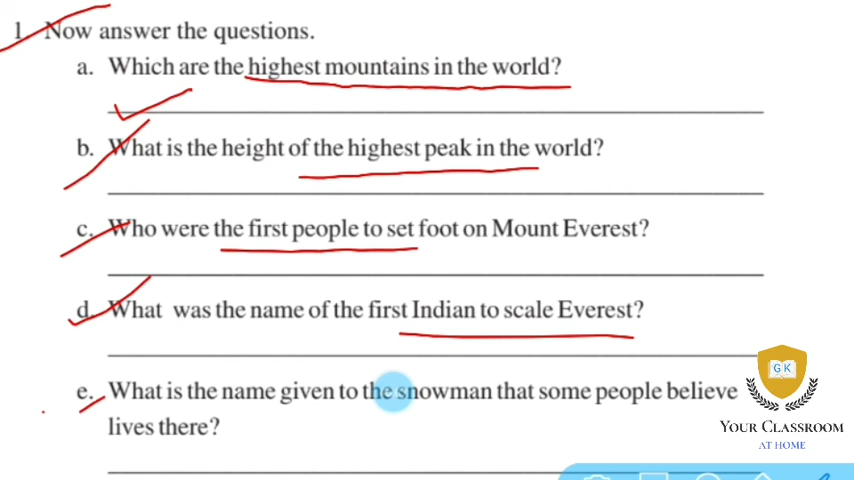 1. Now answer the questions.
a. Which are the highest mountains in the world?
b. What is the height of the highest peak in the world?
c. Who were the first people to set foot on Mount Everest?
d. What was the name of the first Indian to scale Everest?
e. What is the name given to the snowman that some people believe
lives there?
GK
YOUR CLASSROOM
AT HOME